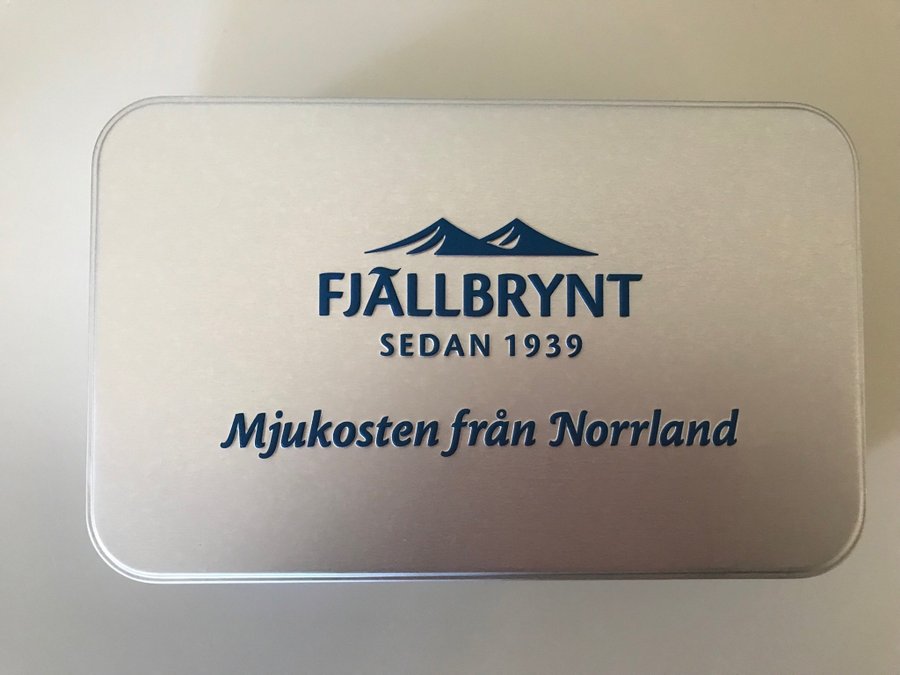 FJÄLLBRYNT
SEDAN 1939
Mjukosten från Norrland